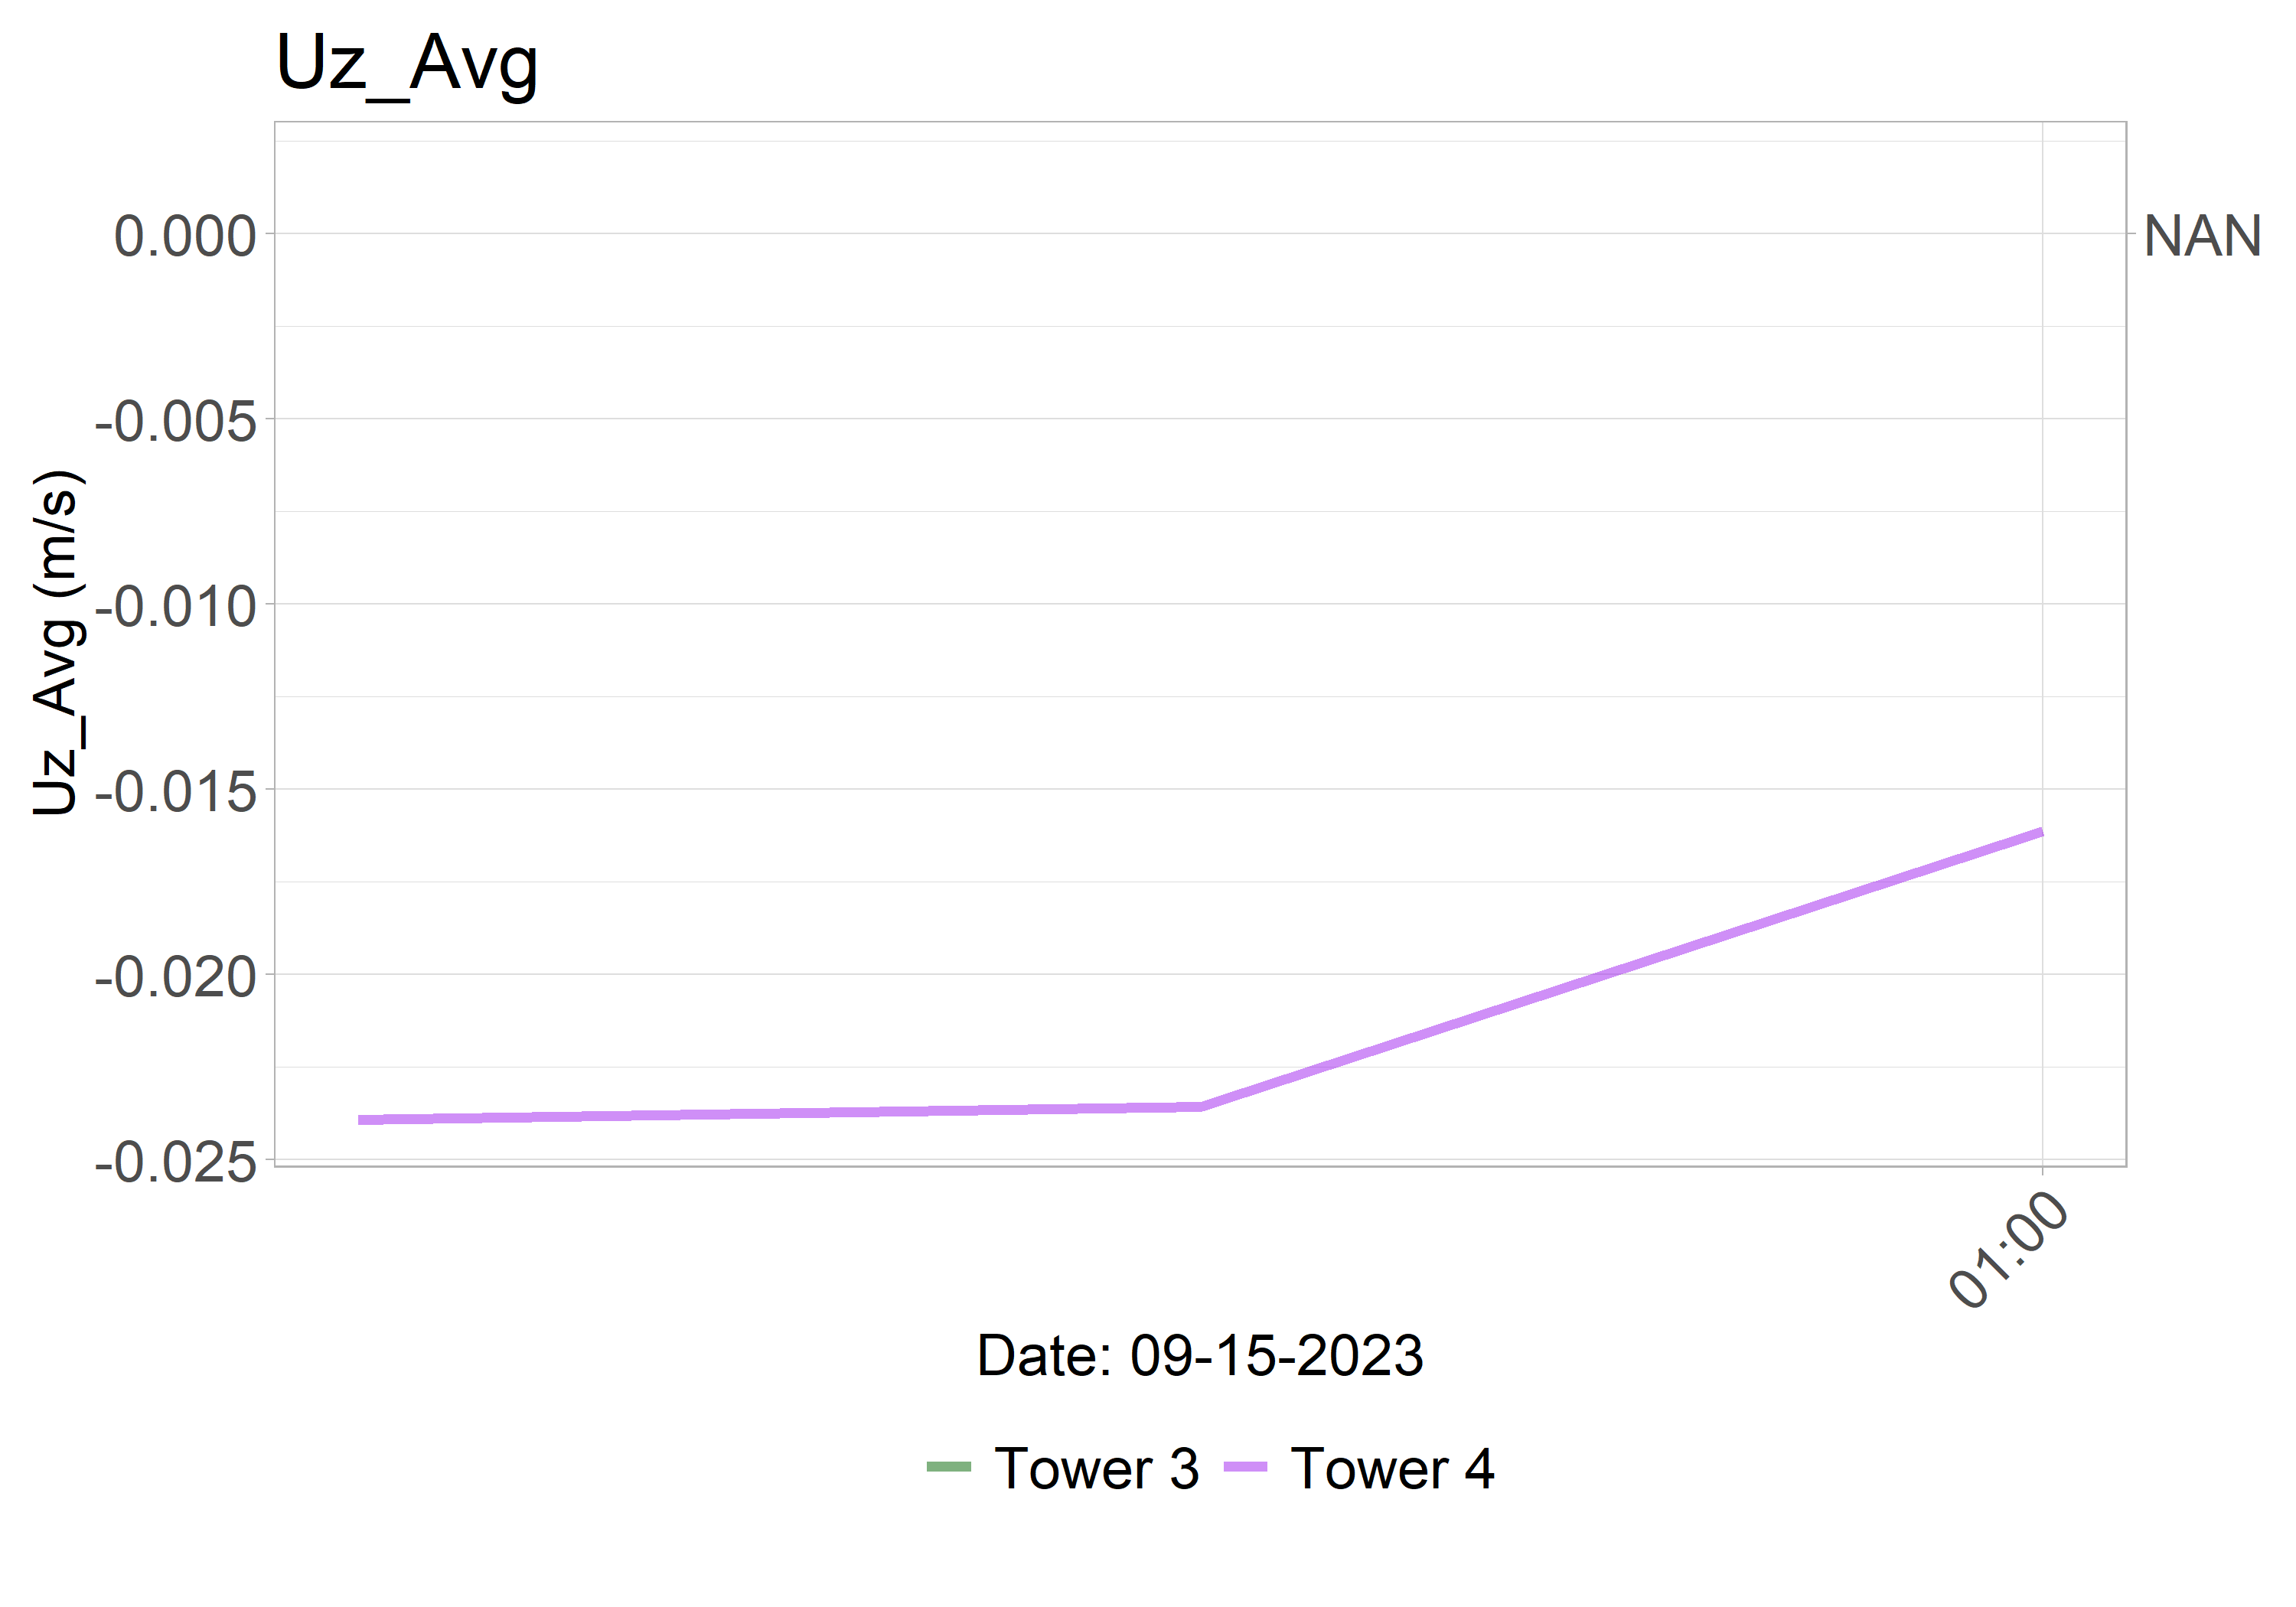 Uz_Avg
Uz_Avg (m/s)
0.000
-0.005
-0.010
-0.015
-0.020
-0.025
NAN
01:00
Date: 09-15-2023
Tower 3 Tower 4